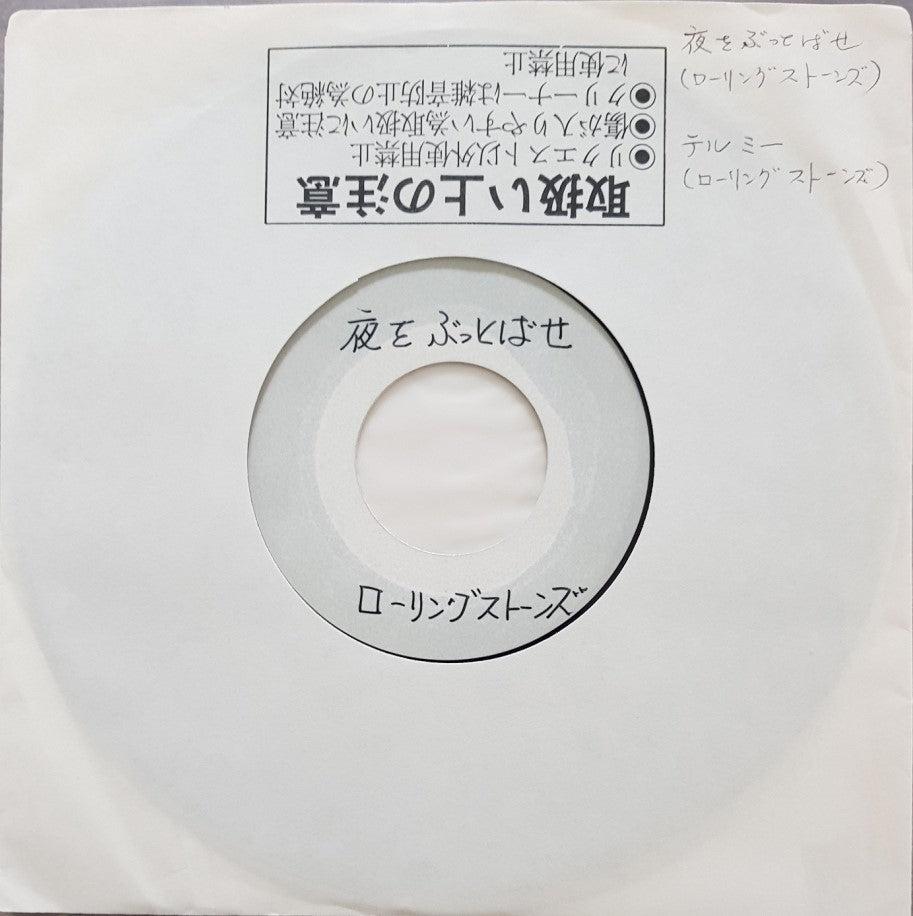 夜をぶっとばせ
(ローリングストーンズ)
テルミー
(ローリングストーンズ)
取扱い上の注意
●リクエスト以外使用禁止
●傷が入りやすい為取扱いに注意
●クリーナーは雑音防止の為絶対
に使用禁止
夜をぶっとばせ
ローリングストーンズ